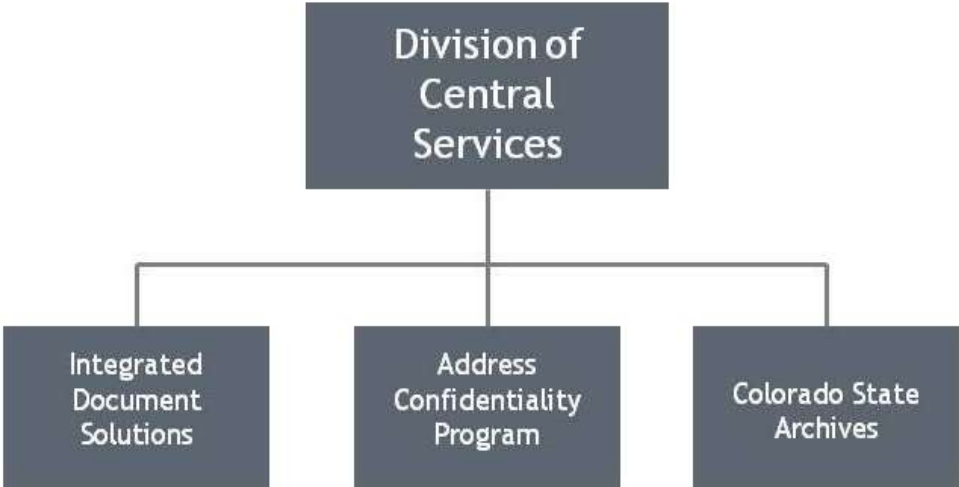 Division of
Central
Services
Integrated
Document
Solutions
Address
Confidentiality
Program
Colorado State
Archives